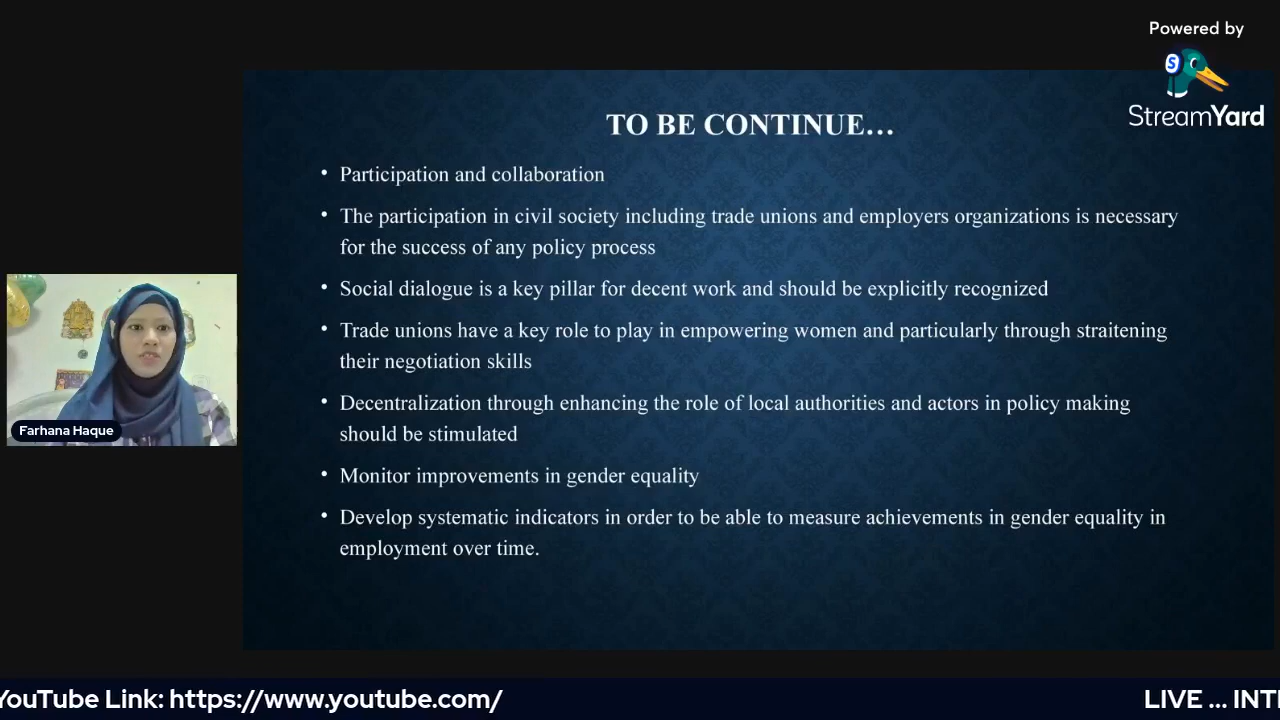 Powered by
StreamYard
TO BE CONTINUE…
• Participation and collaboration
• The participation in civil society including trade unions and employers organizations is necessary
for the success of any policy process
• Social dialogue is a key pillar for decent work and should be explicitly recognized
• Trade unions have a key role to play in empowering women and particularly through straitening
their negotiation skills
• Decentralization through enhancing the role of local authorities and actors in policy making
should be stimulated
• Monitor improvements in gender equality
• Develop systematic indicators in order to be able to measure achievements in gender equality in
employment over time.
Farhana Haque
YouTube Link: https://www.youtube.com/
LIVE ... INT